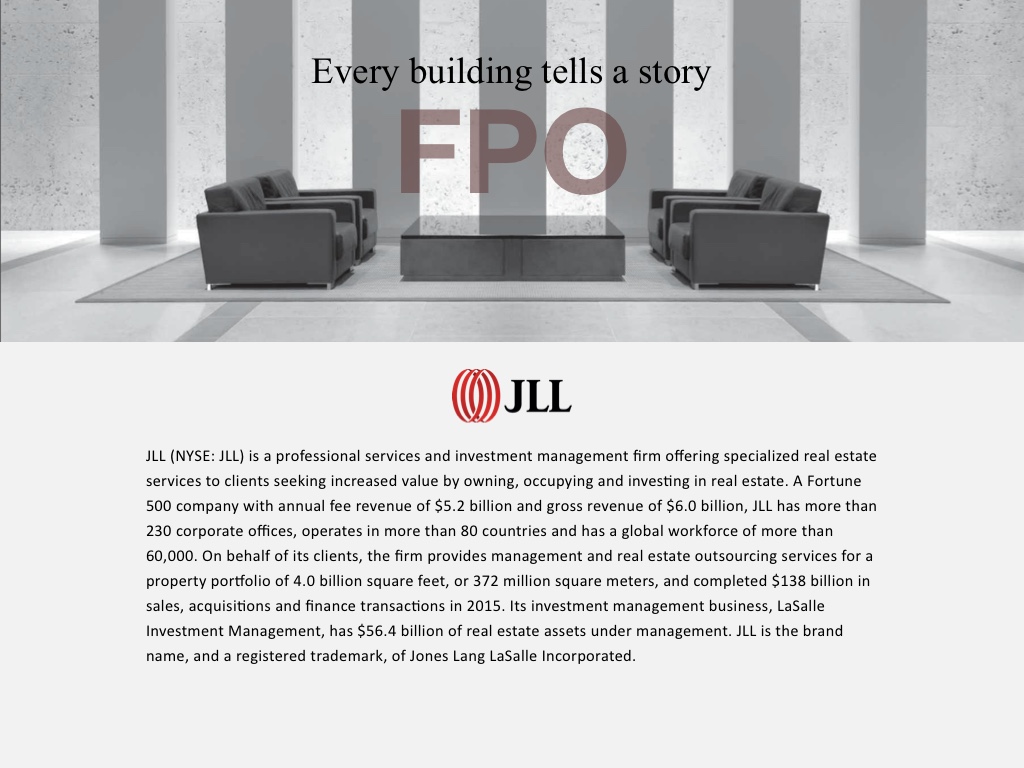 Every building tells a story
FPO
JLL
JLL (NYSE: JLL) is a professional services and investment management firm offering specialized real estate
services to clients seeking increased value by owning, occupying and investing in real estate. A Fortune
500 company with annual fee revenue of $5.2 billion and gross revenue of $6.0 billion, JLL has more than
230 corporate offices, operates in more than 80 countries and has a global workforce of more than
60,000. On behalf of its clients, the firm provides management and real estate outsourcing services for a
property portfolio of 4.0 billion square feet, or 372 million square meters, and completed $138 billion in
sales, acquisitions and finance transactions in 2015. Its investment management business, LaSalle
Investment Management, has $56.4 billion of real estate assets under management. JLL is the brand
name, and a registered trademark, of Jones Lang LaSalle Incorporated.